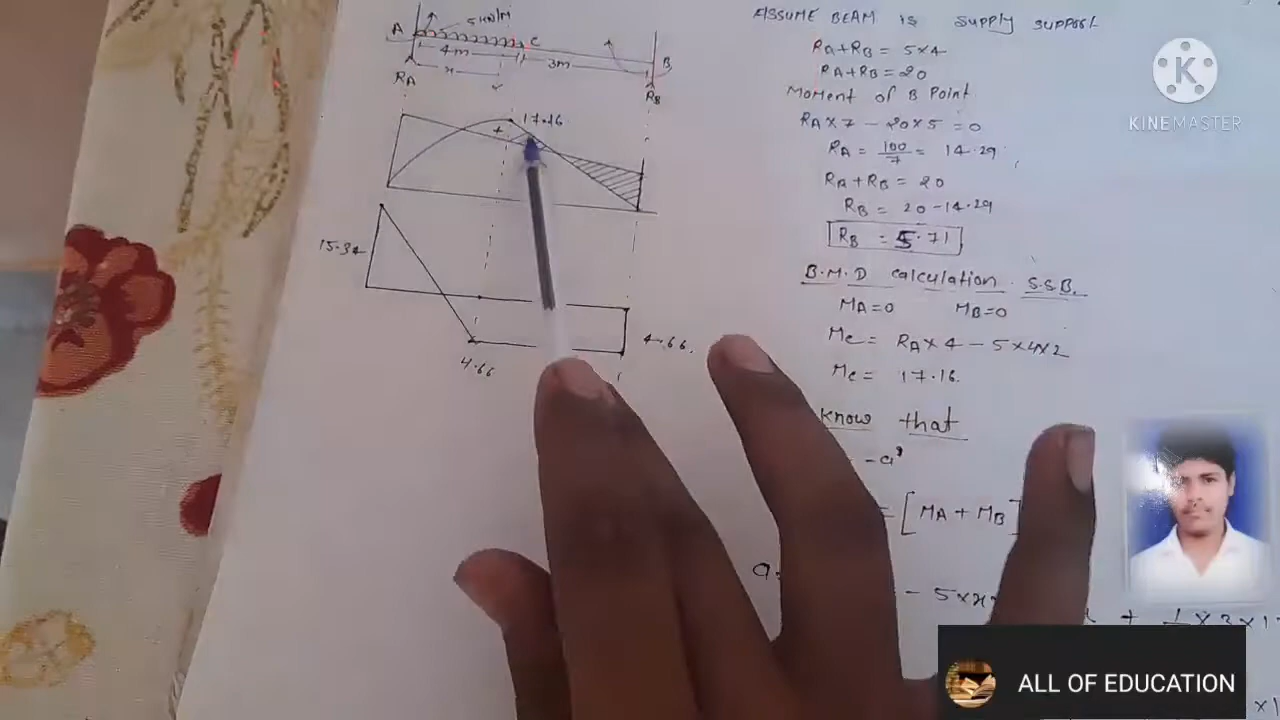 5 KN/M
A
C
4m
3m
B
x
RA
RB
17.16
+
15.34
4.66
4.66.
ASSUME BEAM is supply support
RA+RB = 5×4
RA+RB = 20
Moment of B Point
RA×7 - 20×5 = 0
RA = 100/7 = 14.29
RA+RB = 20
RB = 20-14.29
RB = 5.71
B.M.D calculation S.S.B.
MA=0 MB=0
Mc = RA×4 - 5×4×2
Mc = 17.16.
know that
= [MA + MB]
KINEMASTER
ALL OF EDUCATION